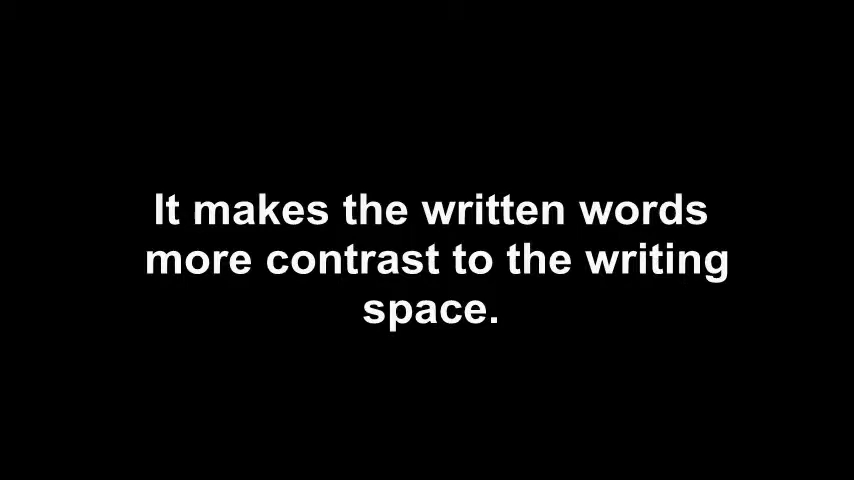 It makes the written words
more contrast to the writing
space.